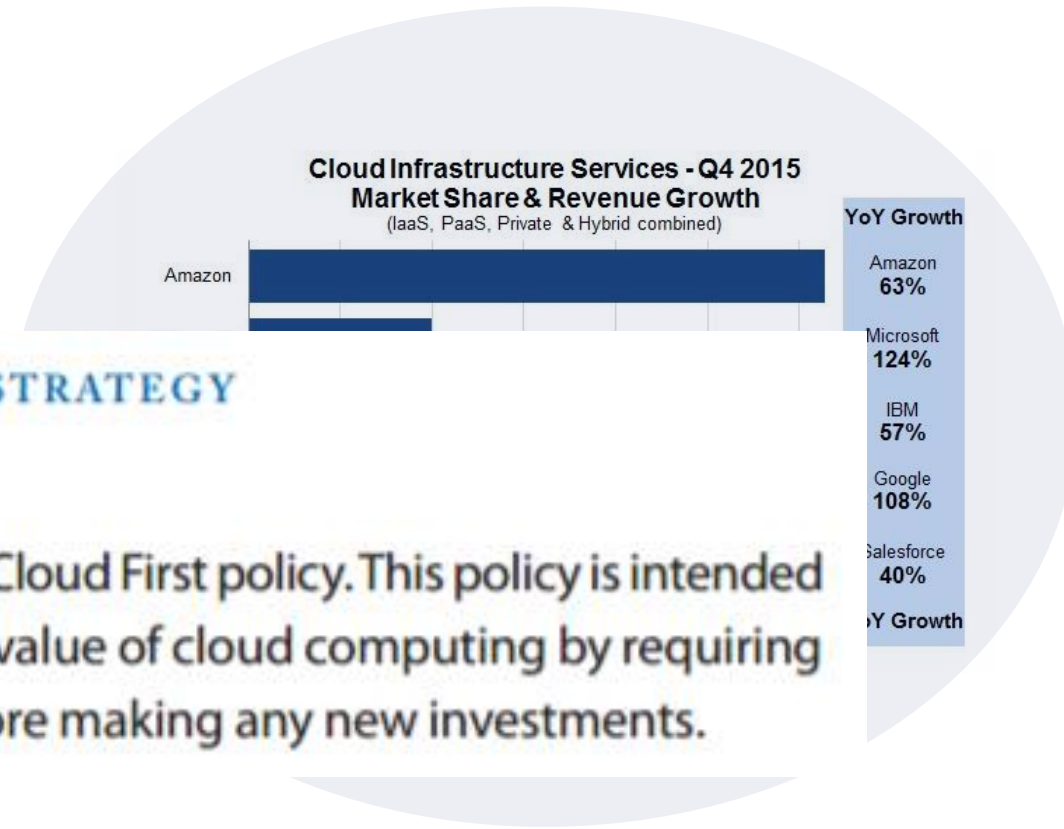 Cloud Infrastructure Services - Q4 2015
Market Share & Revenue Growth
(IaaS, PaaS, Private & Hybrid combined)
YoY Growth
Amazon
Amazon
63%
Microsoft
124%
IBM
57%
Google
108%
Salesforce
40%
YoY Growth
STRATEGY
Cloud First policy. This policy is intended
value of cloud computing by requiring
making any new investments.